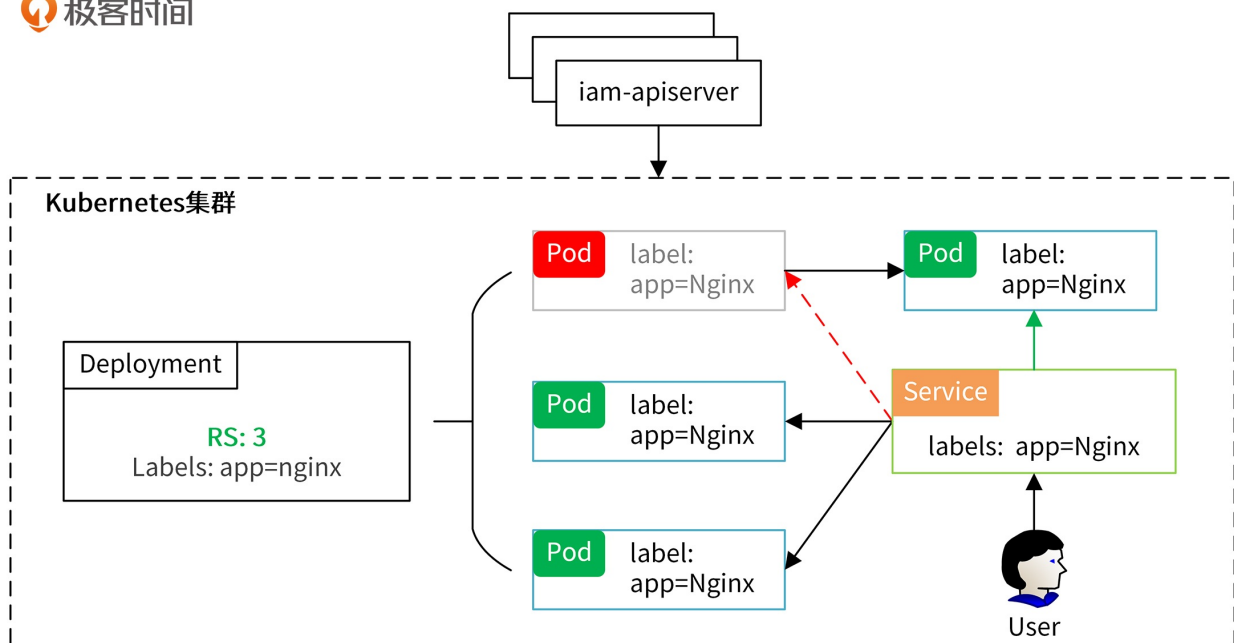 极客时间
iam-apiserver
Kubernetes集群
Pod
label:
app=Nginx
Pod
label:
app=Nginx
Deployment
RS: 3
Labels: app=nginx
Pod
label:
app=Nginx
Service
labels: app=Nginx
Pod
label:
app=Nginx
User